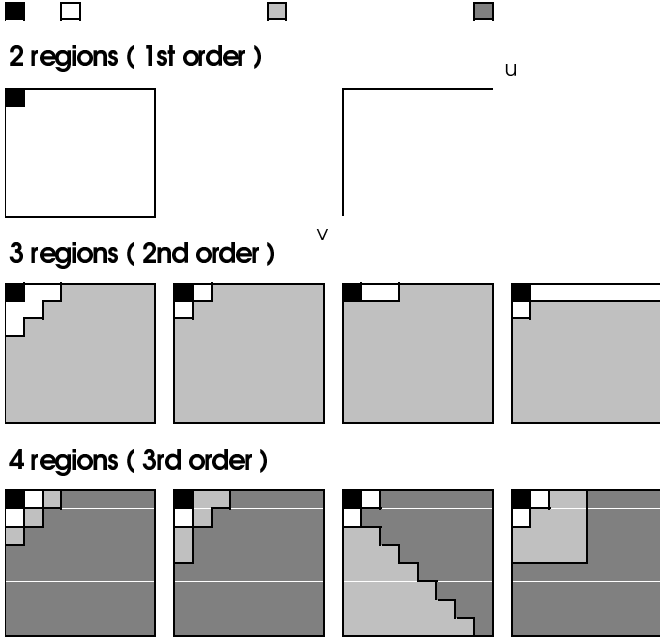 2 regions ( 1st order )
u
v
3 regions ( 2nd order )
4 regions ( 3rd order )